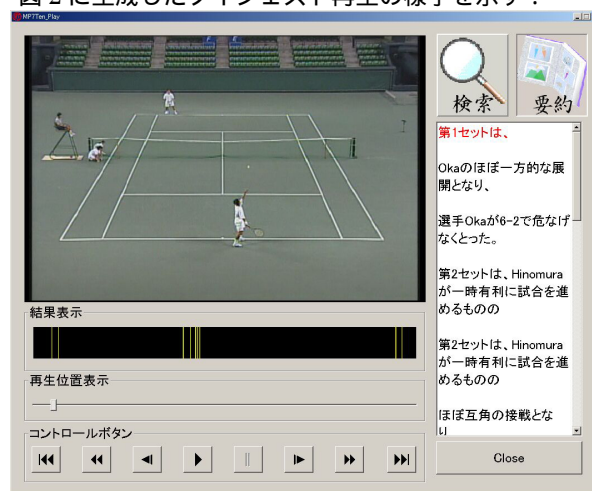 図 2 に生成したダイジェスト再生の様子を示す．
MP7Ten_Play
検索
要約
第1セットは、
Okaのほぼ一方的な展
開となり、
選手Okaが6-2で危なげ
なくとった。
第2セットは、Hinomura
が一時有利に試合を進
めるものの
第2セットは、Hinomura
が一時有利に試合を進
めるものの
ほぼ互角の接戦とな
り
結果表示
再生位置表示
コントロールボタン
Close